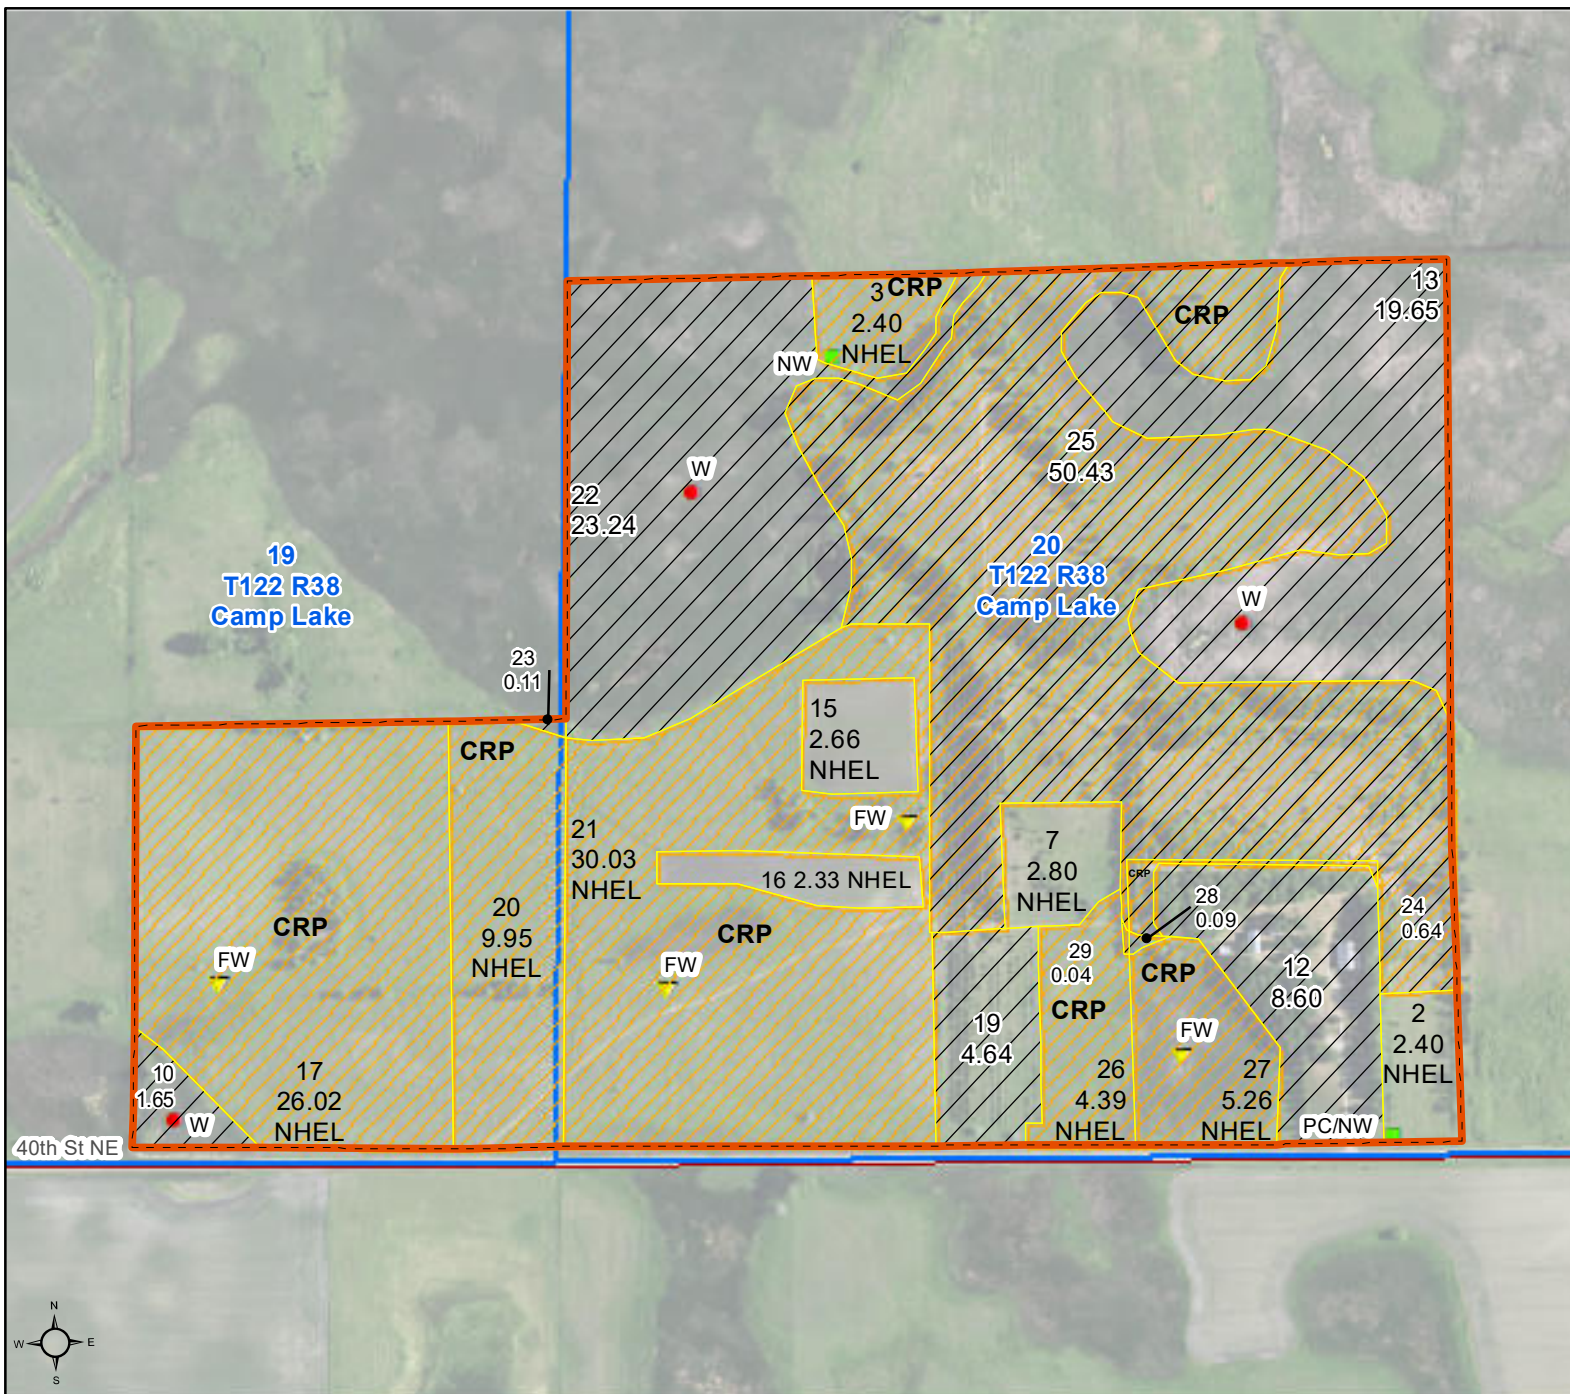 13
19.65
3 CRP
2.40
NHEL
CRP
NW
25
50.43
W
22
23.24
19
T122 R38
Camp Lake
20
T122 R38
Camp Lake
W
23
0.11
15
2.66
NHEL
CRP
FW
21
30.03
NHEL
7
2.80
NHEL
CRP
16 2.33 NHEL
28
0.09
20
9.95
NHEL
24
0.64
CRP
CRP
29
0.04
FW
FW
CRP
12
8.60
CRP
19
4.64
2
2.40
NHEL
FW
10
1.65
W
17
26.02
NHEL
26
4.39
NHEL
27
5.26
NHEL
PC/NW
40th St NE
N
W E
S